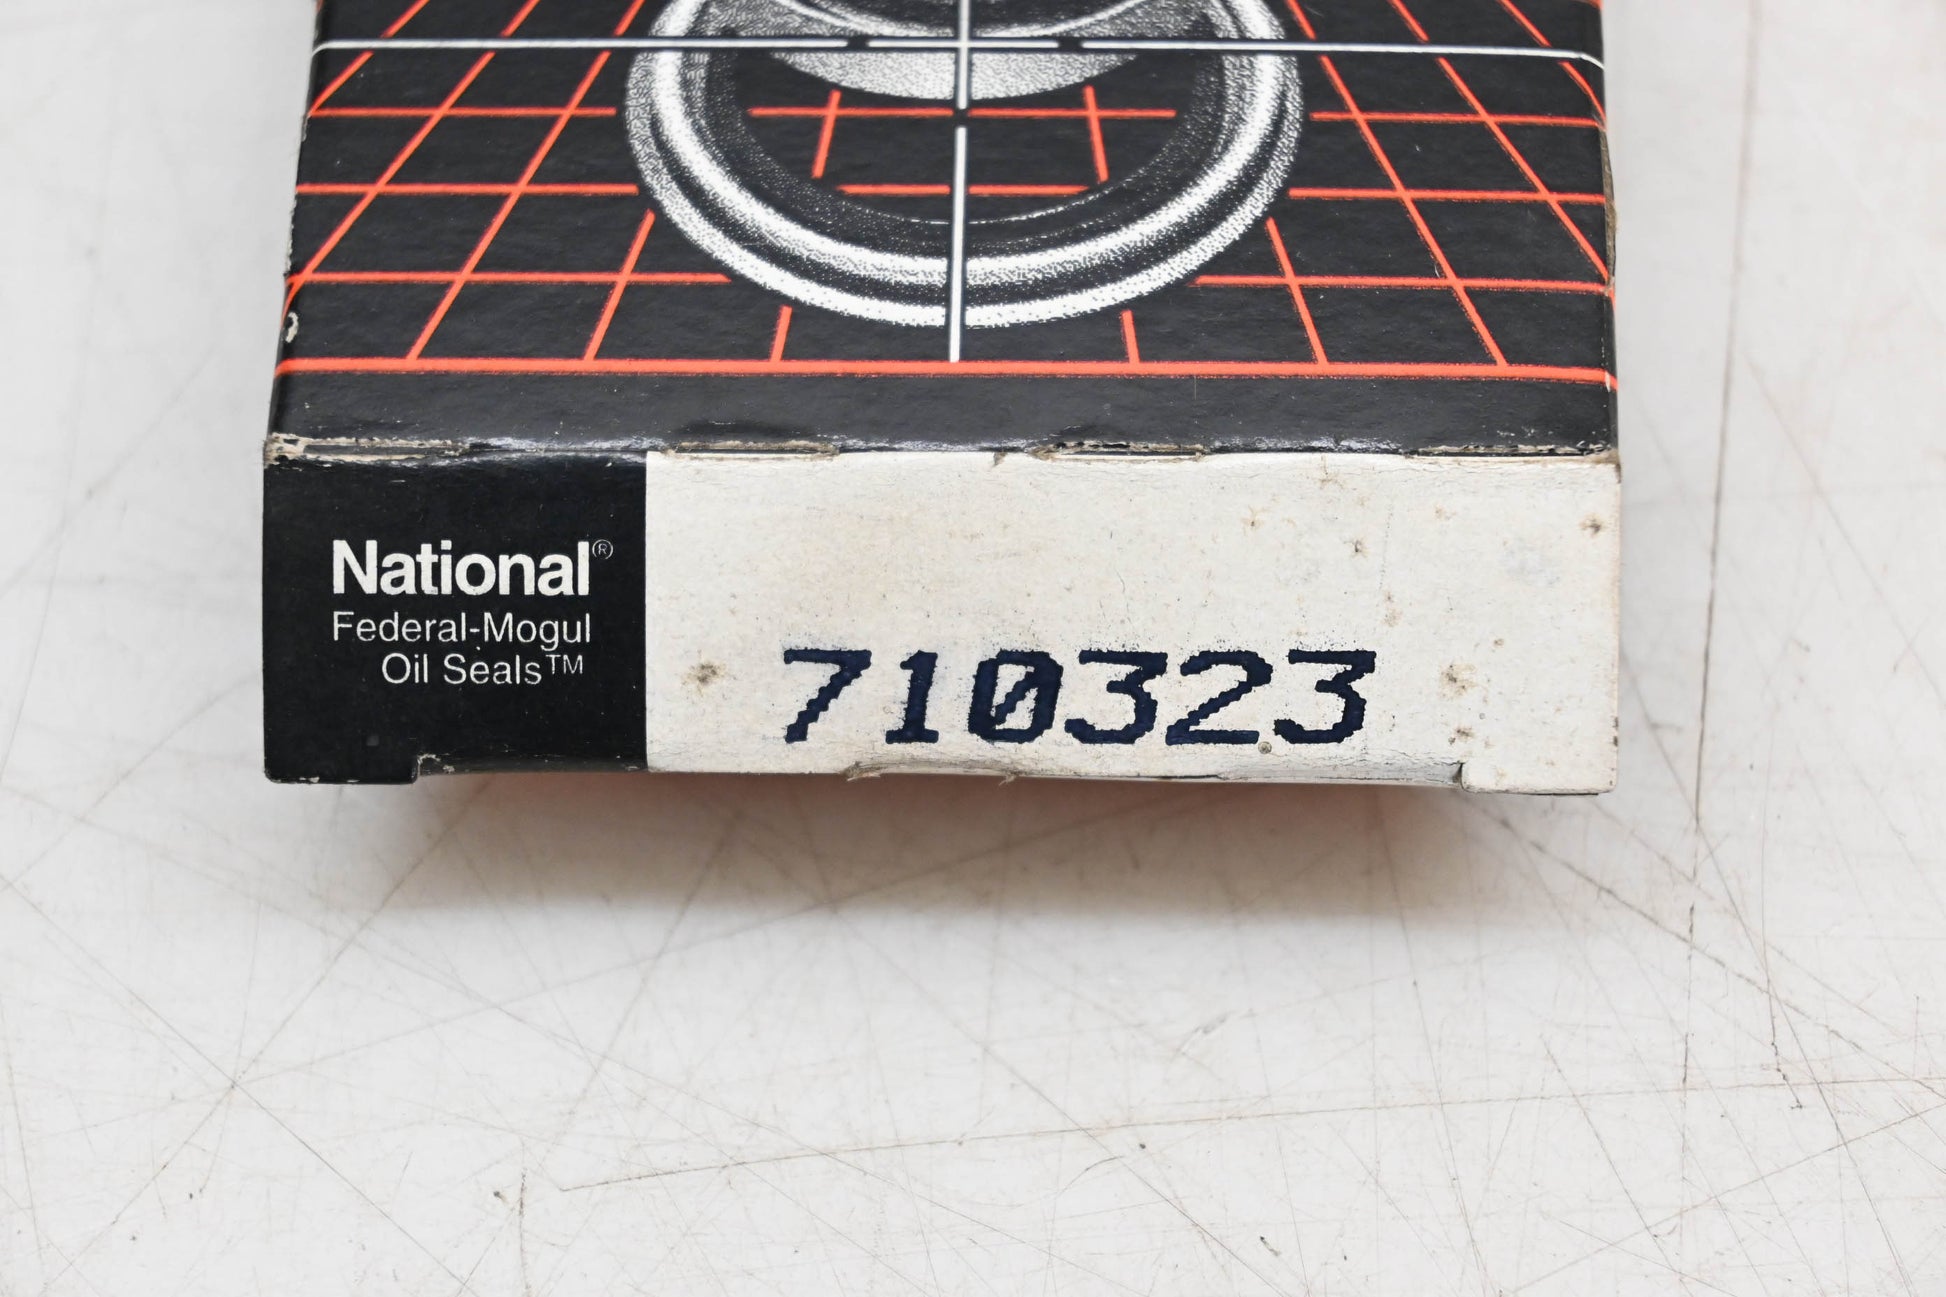 National®
Federal-Mogul
Oil Seals™
710323